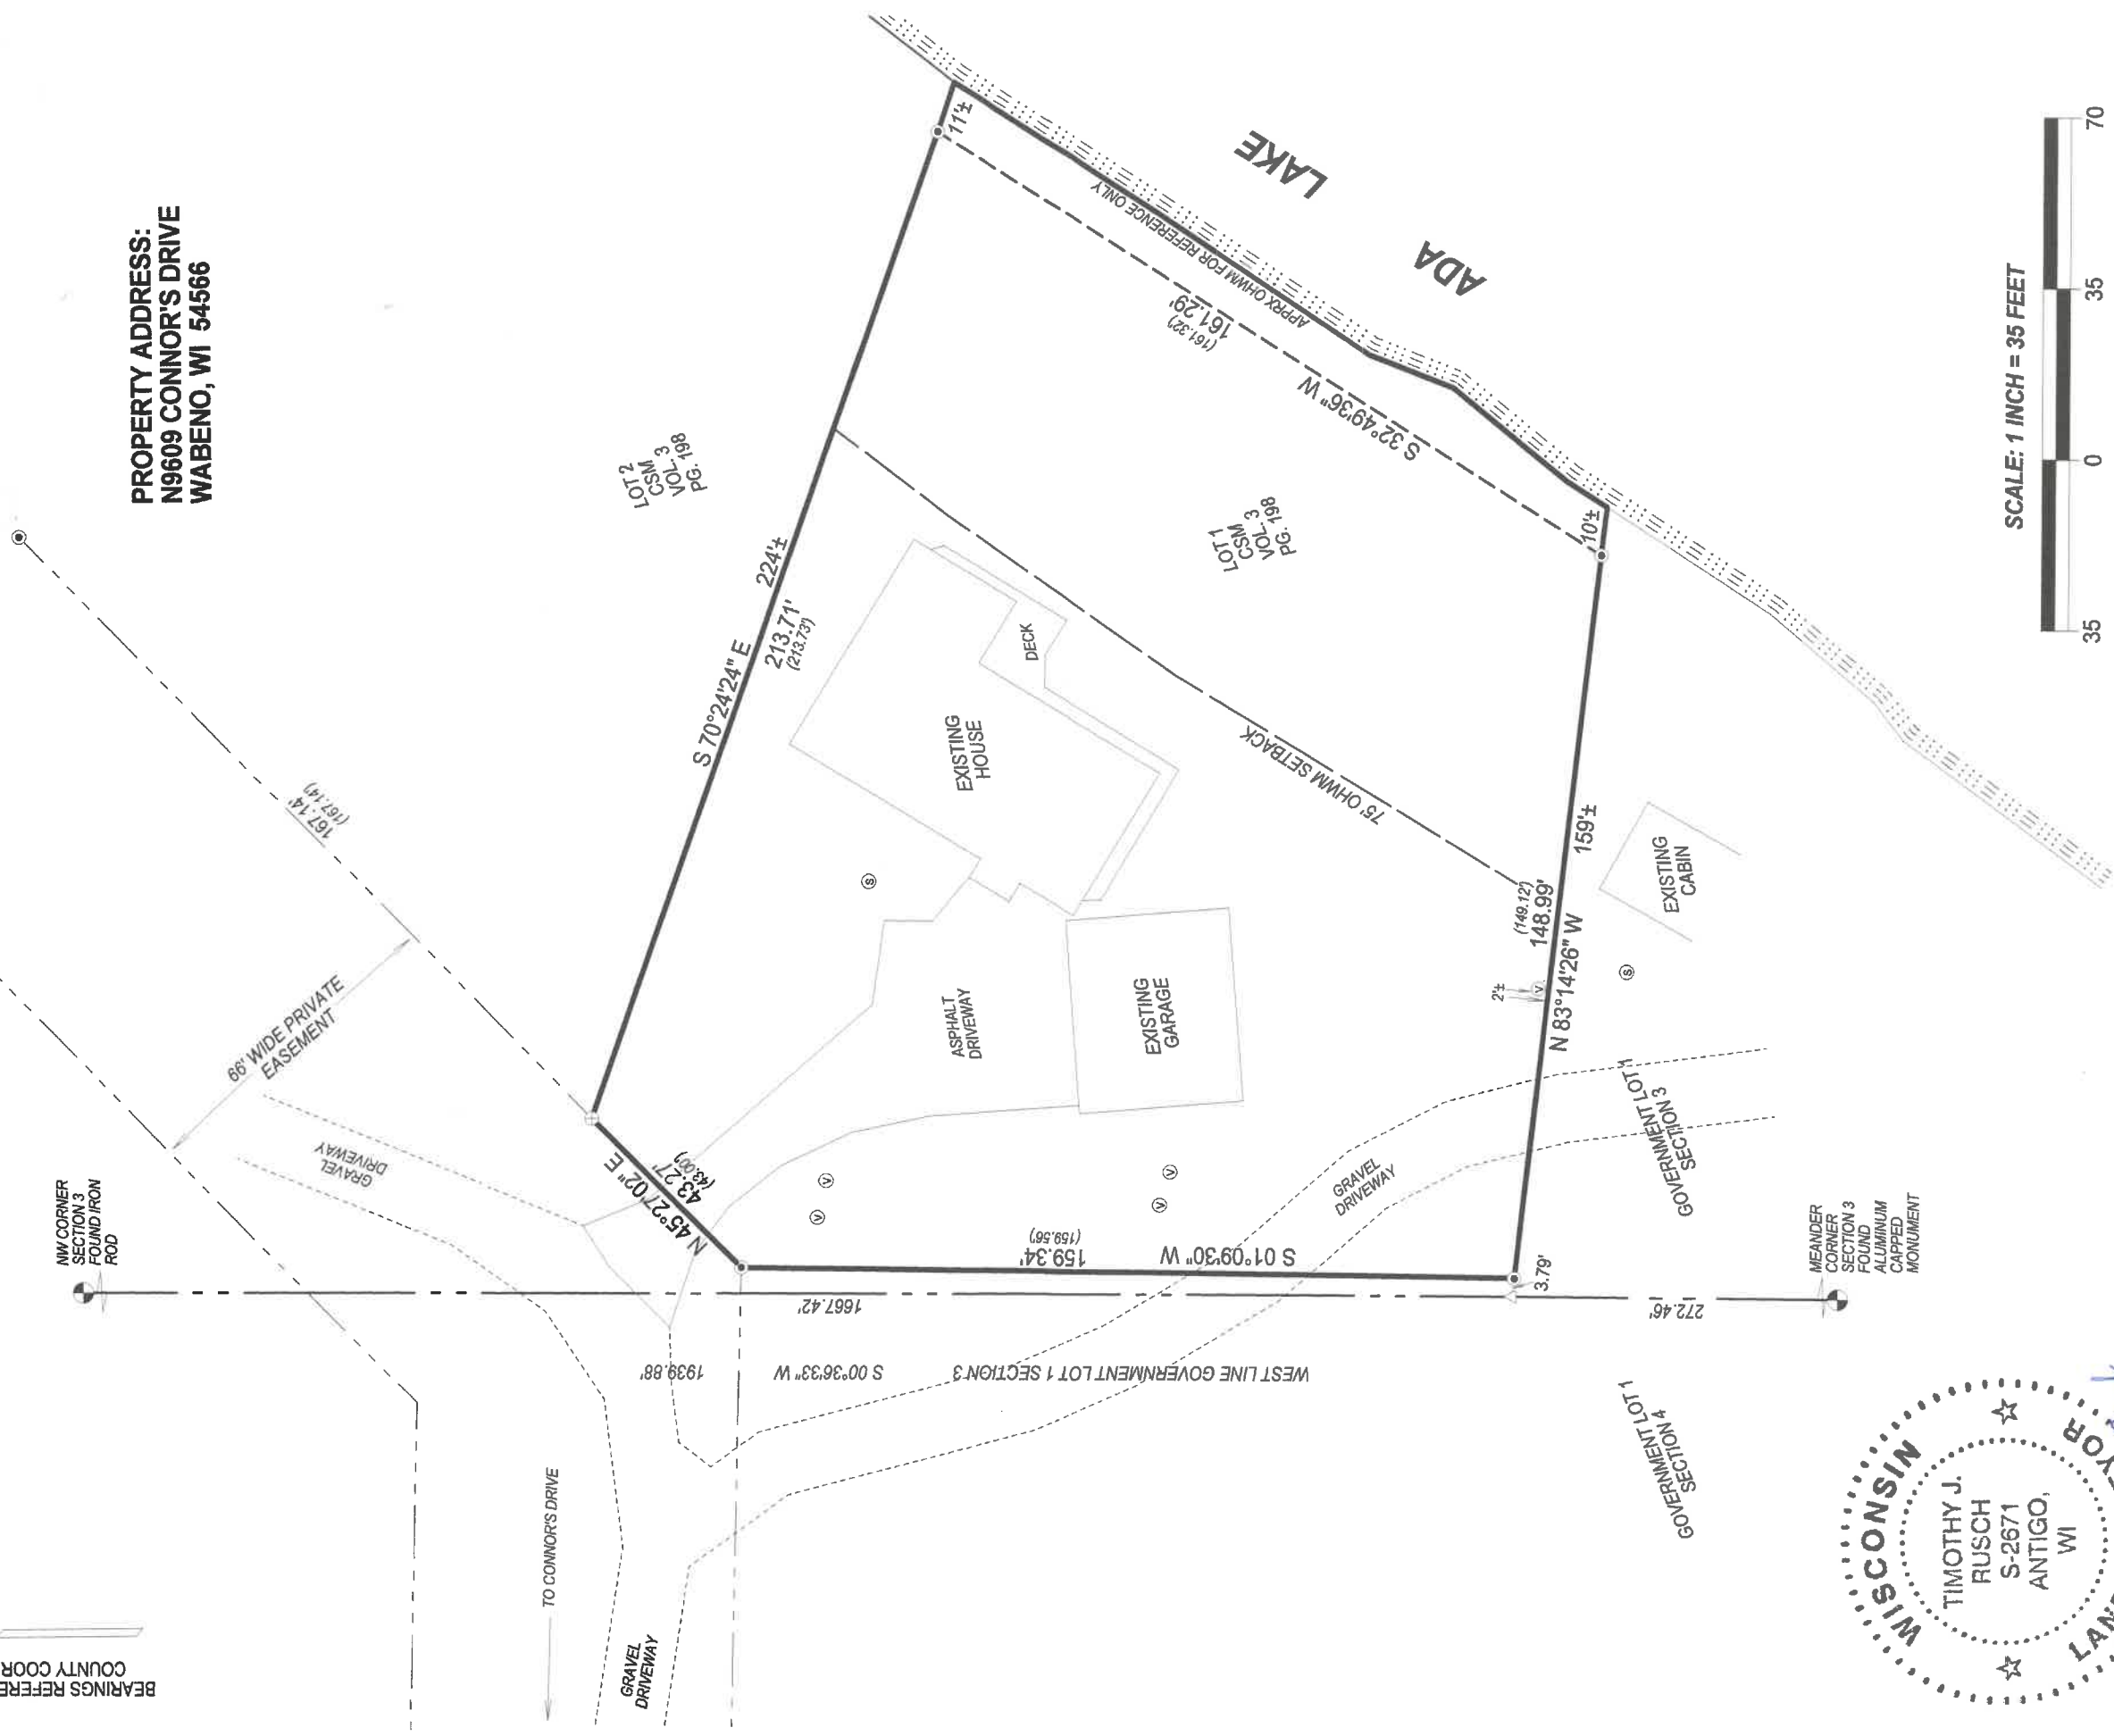 PROPERTY ADDRESS:
N9609 CONNOR'S DRIVE
WABENO, WI 54566
NW CORNER
SECTION 3
FOUND IRON
ROD
66' WIDE PRIVATE
EASEMENT
167.14'
(167.14')
GRAVEL
DRIVEWAY
LOT 2
CSM
VOL. 3
PG. 198
S 70°24'24" E
224'±
213.71'
(213.73')
11'±
N 45°27'02" E
43.27'
(43.00')
LAKE
ADA
APPRX OHWM FOR REFERENCE ONLY
(161.32')
161.29'
S 32°49'36" W
LOT 1
CSM
VOL. 3
PG. 198
75' OHWM SETBACK
DECK
EXISTING
HOUSE
S
ASPHALT
DRIVEWAY
EXISTING
GARAGE
V
V
V
V
10'±
159'±
(149.12')
148.99'
N 83°14'26" W
2'±
V
EXISTING
CABIN
S
S 01°09'30" W
159.34'
(159.56')
GRAVEL
DRIVEWAY
GOVERNMENT LOT 1
SECTION 3
3.79'
MEANDER
CORNER
SECTION 3
FOUND
ALUMINUM
CAPPED
MONUMENT
272.46'
1667.42'
WEST LINE GOVERNMENT LOT 1 SECTION 3
S 00°36'33" W
1939.88'
TO CONNOR'S DRIVE
GRAVEL
DRIVEWAY
GOVERNMENT LOT 1
SECTION 4
BEARINGS
COUNTY
SCALE: 1 INCH = 35 FEET
35 0 35 70
WISCONSIN
TIMOTHY J.
RUSCH
S-2671
ANTIGO,
WI